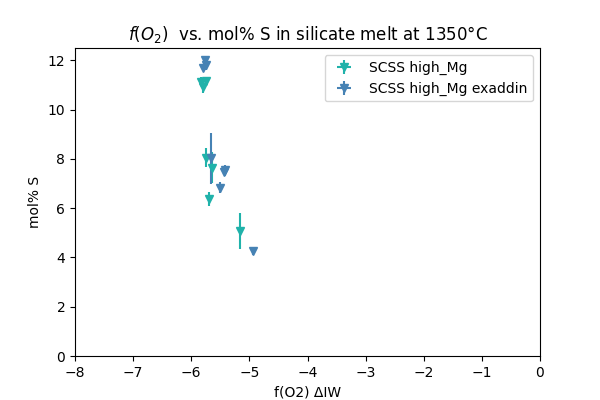 f(O₂) vs. mol% S in silicate melt at 1350°C
SCSS high_Mg
SCSS high_Mg exaddin
mol% S
12
10
8
6
4
2
0
−8 −7 −6 −5 −4 −3 −2 −1 0
f(O2) ΔIW